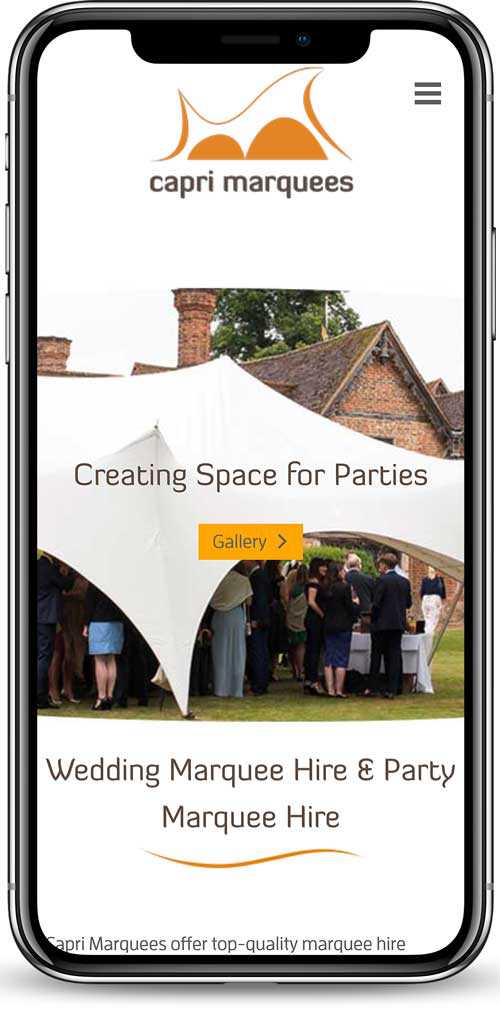 capri marquees
Creating Space for Parties
Gallery
Wedding Marquee Hire & Party
Marquee Hire
Capri Marquees offer top-quality marquee hire